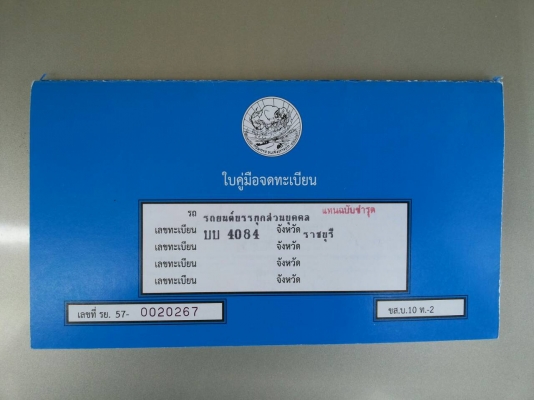 ใบคู่มือจดทะเบียน
รถ รถยนต์บรรทุกส่วนบุคคล แทนฉบับชำรุด
เลขทะเบียน บบ 4084 จังหวัด ราชบุรี
เลขทะเบียน จังหวัด
เลขทะเบียน จังหวัด
เลขทะเบียน จังหวัด
เลขที่ รย. 57- 0020267 ขส.บ.10 ท.-2